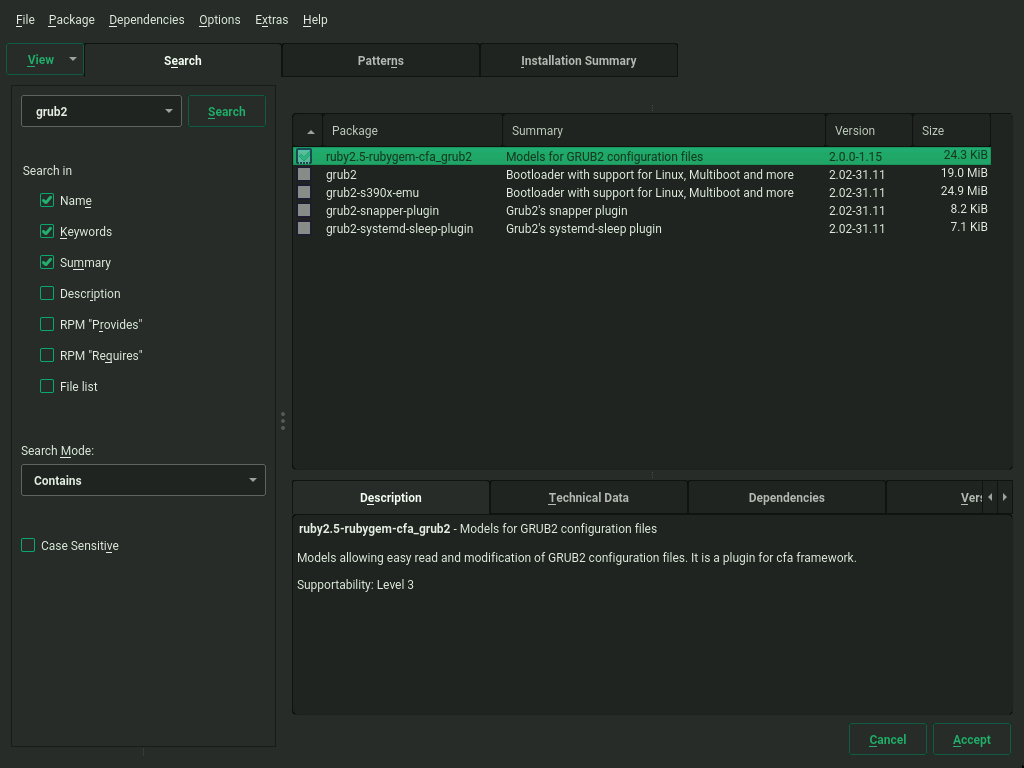 File Package Dependencies Options Extras Help
View Search Patterns Installation Summary
grub2 Search
Search in
Name
Keywords
Summary
Description
RPM "Provides"
RPM "Requires"
File list
Search Mode:
Contains
Case Sensitive
Package Summary Version Size
ruby2.5-rubygem-cfa_grub2 Models for GRUB2 configuration files 2.0.0-1.15 24.3 KiB
grub2 Bootloader with support for Linux, Multiboot and more 2.02-31.11 19.0 MiB
grub2-s390x-emu Bootloader with support for Linux, Multiboot and more 2.02-31.11 24.9 MiB
grub2-snapper-plugin Grub2's snapper plugin 2.02-31.11 8.2 KiB
grub2-systemd-sleep-plugin Grub2's systemd-sleep plugin 2.02-31.11 7.1 KiB
Description Technical Data Dependencies Vers
ruby2.5-rubygem-cfa_grub2 - Models for GRUB2 configuration files
Models allowing easy read and modification of GRUB2 configuration files. It is a plugin for cfa framework.
Supportability: Level 3
Cancel Accept